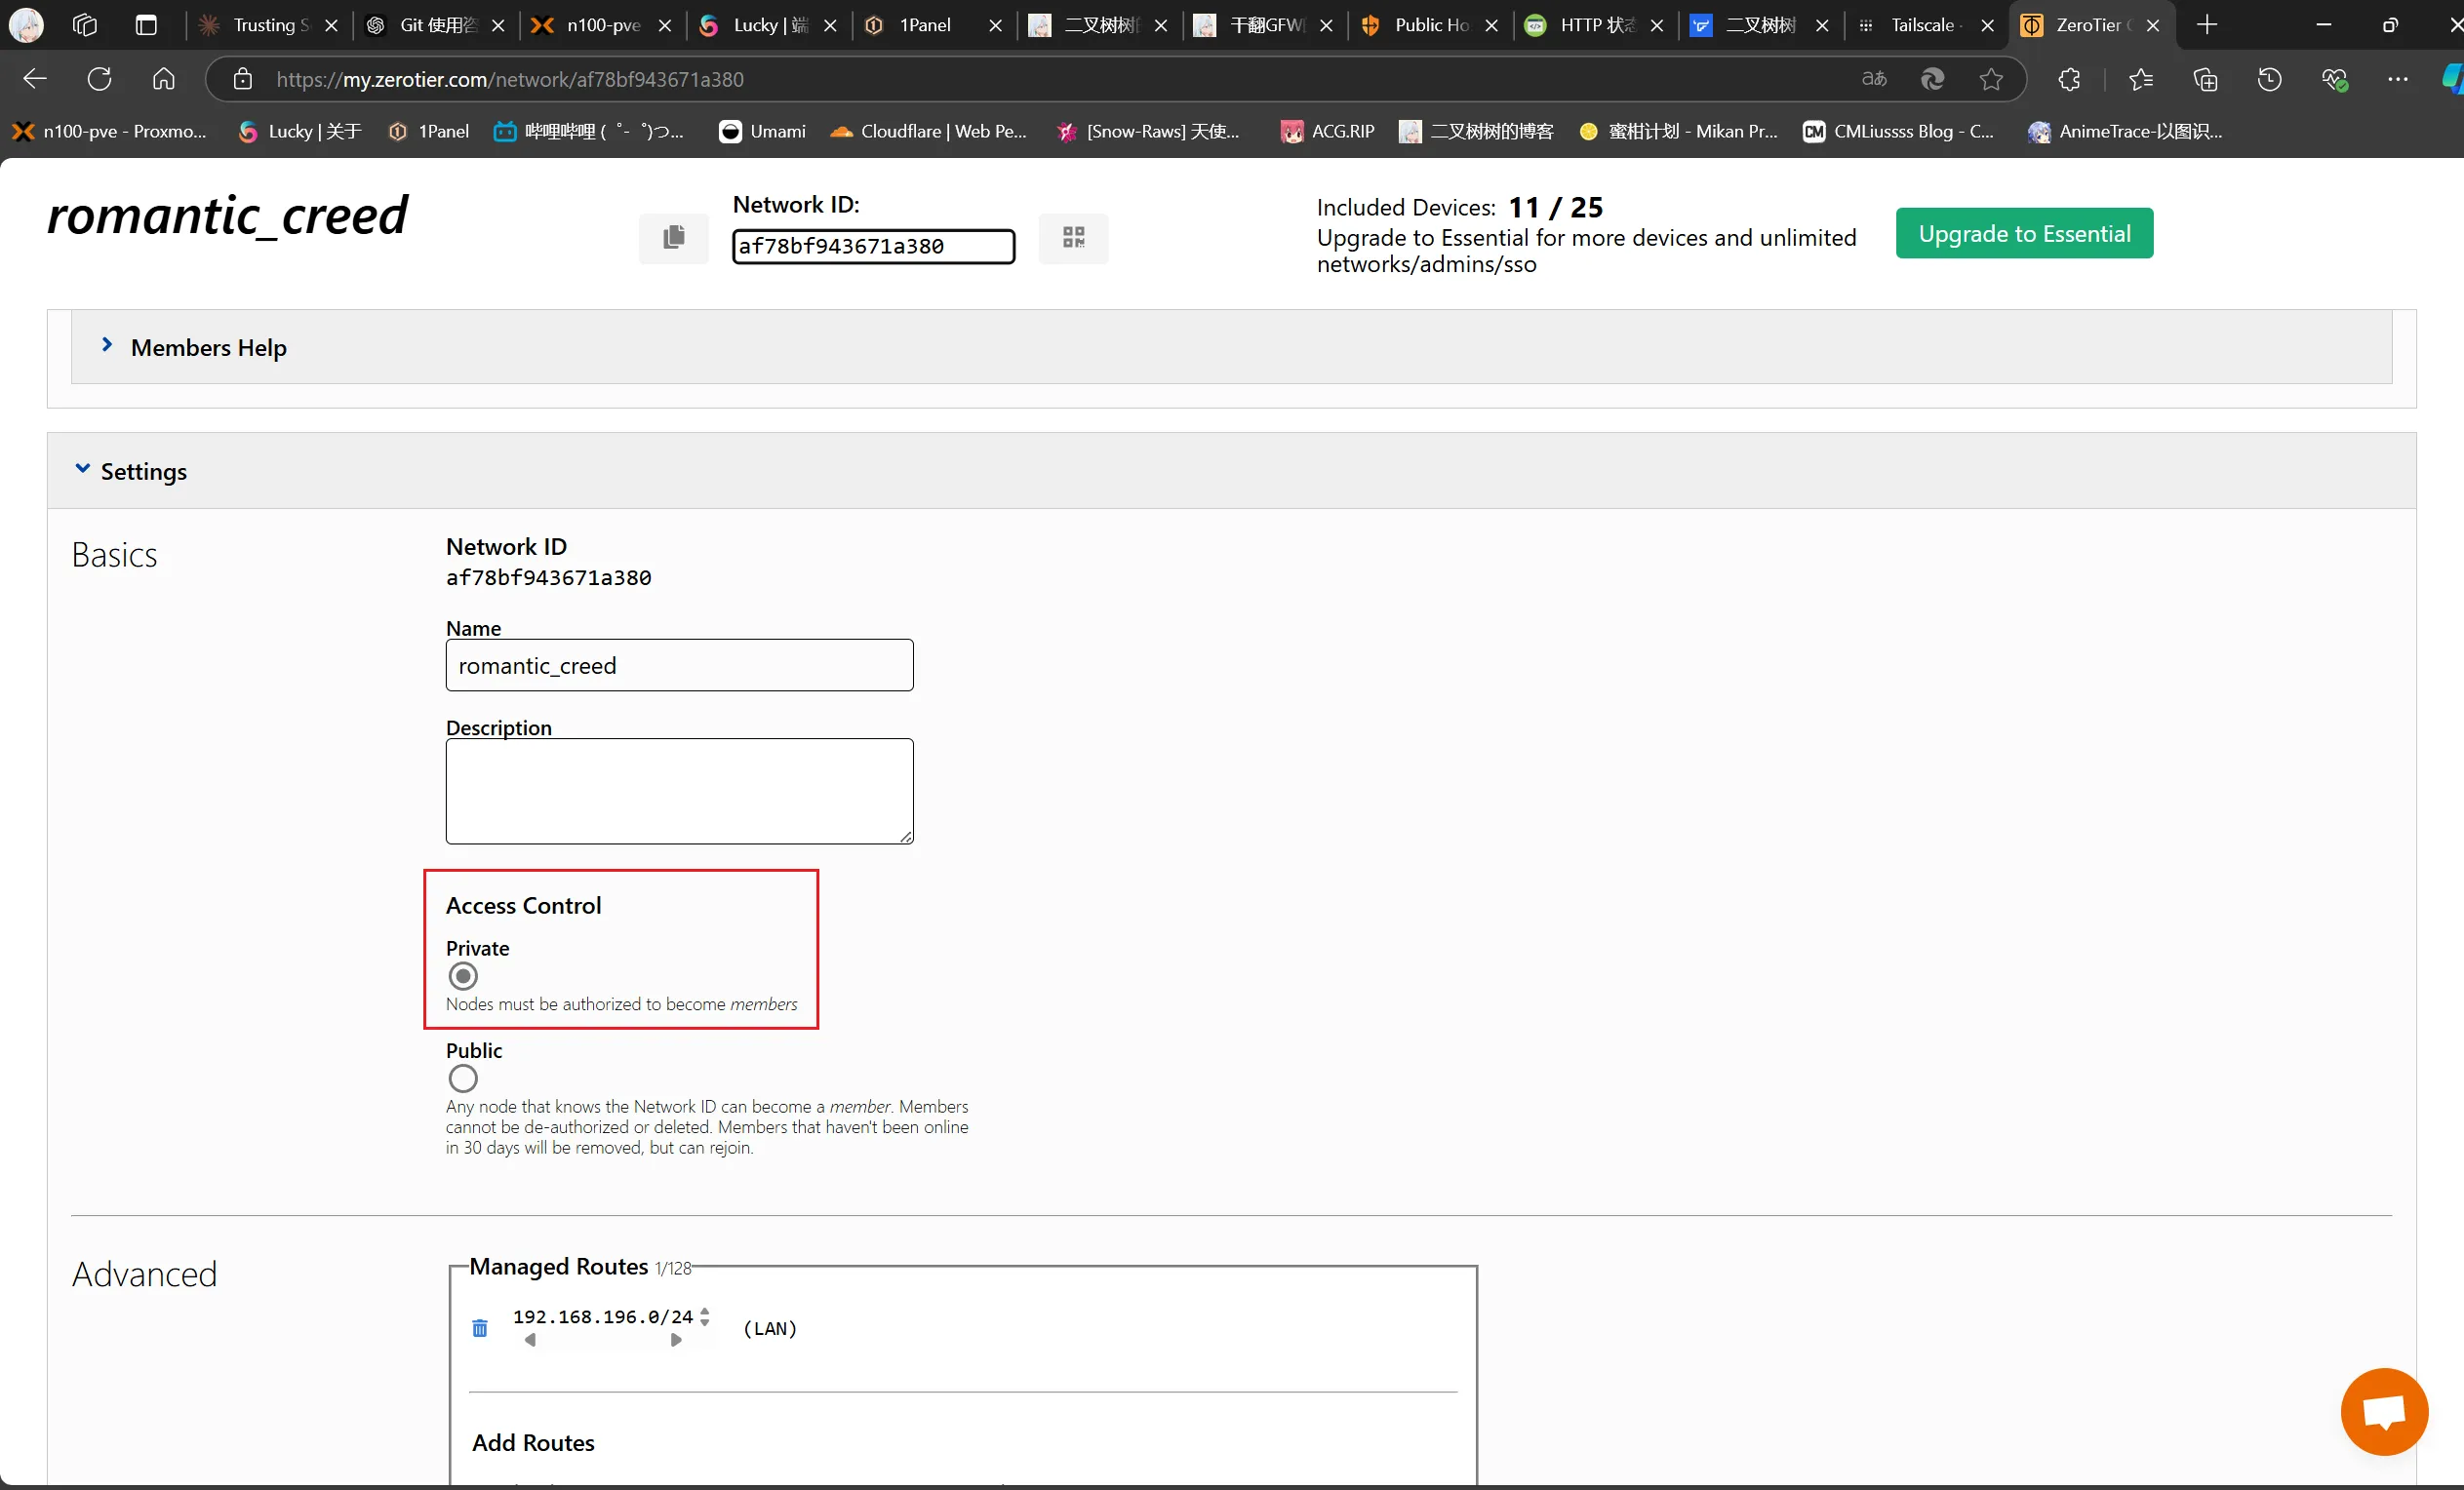 Trusting S
Git 使用咨
n100-pve
Lucky | 端
1Panel
二叉树树的
干翻GFW
Public Ho
HTTP 状态
二叉树树
Tailscale
ZeroTier
https://my.zerotier.com/network/af78bf943671a380
n100-pve - Proxmo...
Lucky | 关于
1Panel
哔哩哔哩 (゜-゜)つ...
Umami
Cloudflare | Web Pe...
[Snow-Raws] 天使...
ACG.RIP
二叉树树的博客
蜜柑计划 - Mikan Pr...
CM CMLiussss Blog - C...
AnimeTrace-以图识...
romantic_creed
Network ID:
af78bf943671a380
Included Devices: 11 / 25
Upgrade to Essential for more devices and unlimited
networks/admins/sso
Upgrade to Essential
Members Help
Settings
Basics
Network ID
af78bf943671a380
Name
romantic_creed
Description
Access Control
Private
Nodes must be authorized to become members
Public
Any node that knows the Network ID can become a member. Members
cannot be de-authorized or deleted. Members that haven't been online
in 30 days will be removed, but can rejoin.
Advanced
Managed Routes 1/128
192.168.196.0/24
(LAN)
Add Routes